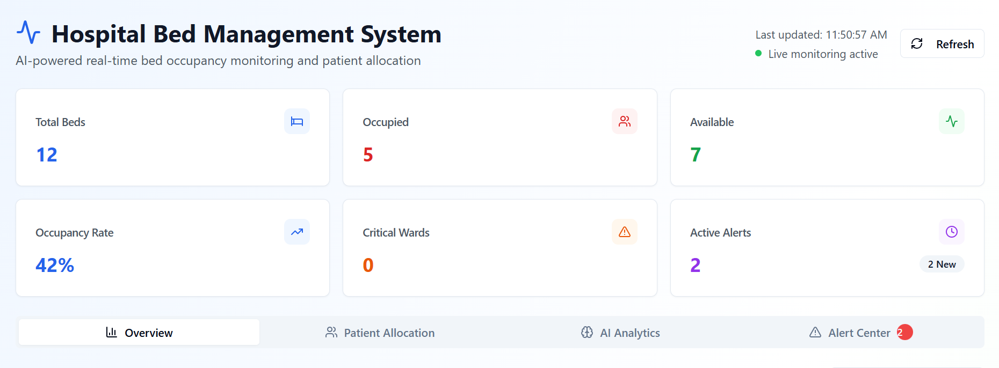 Hospital Bed Management System
AI-powered real-time bed occupancy monitoring and patient allocation
Last updated: 11:50:57 AM
Live monitoring active
Refresh
Total Beds
12
Occupied
5
Available
7
Occupancy Rate
42%
Critical Wards
0
Active Alerts
2
2 New
Overview
Patient Allocation
AI Analytics
Alert Center 2